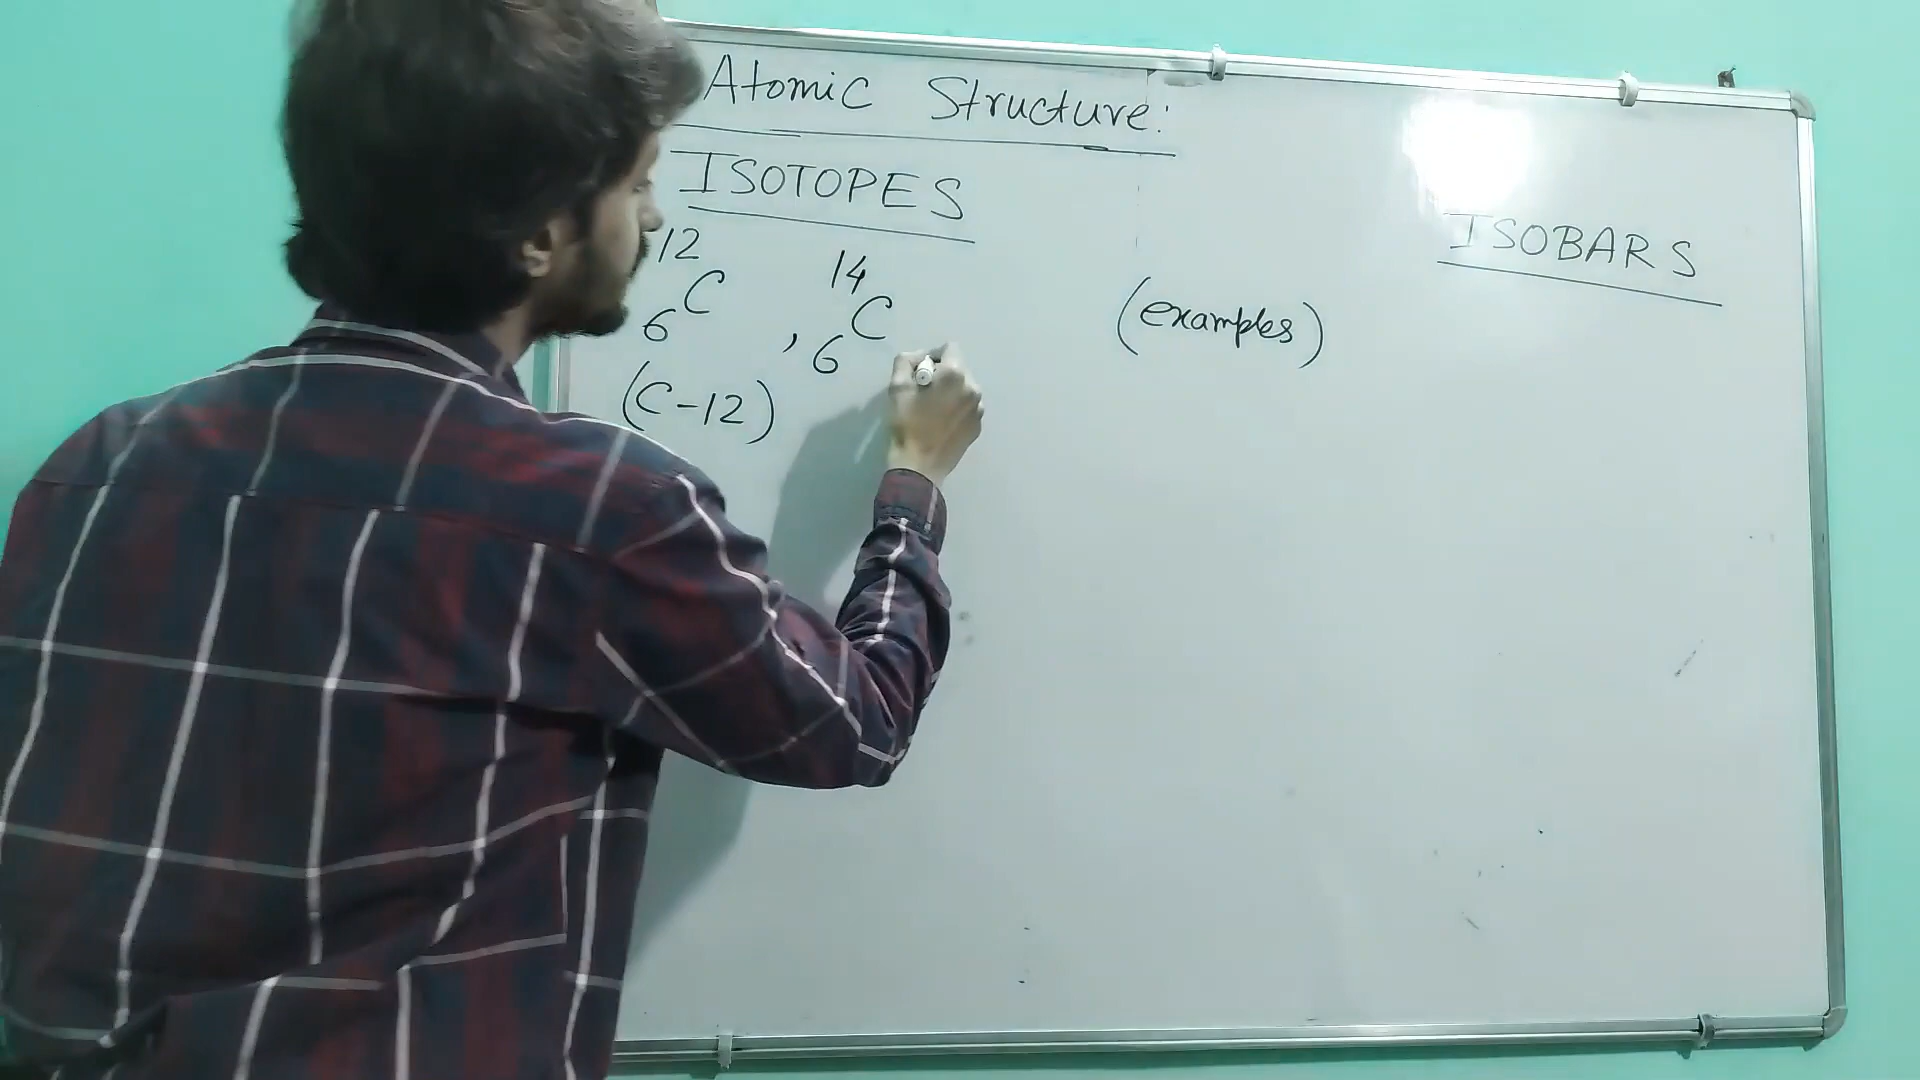 Atomic Structure:
ISOTOPES
ISOBARS
12 14
C , C
6 6
(examples)
(C-12)